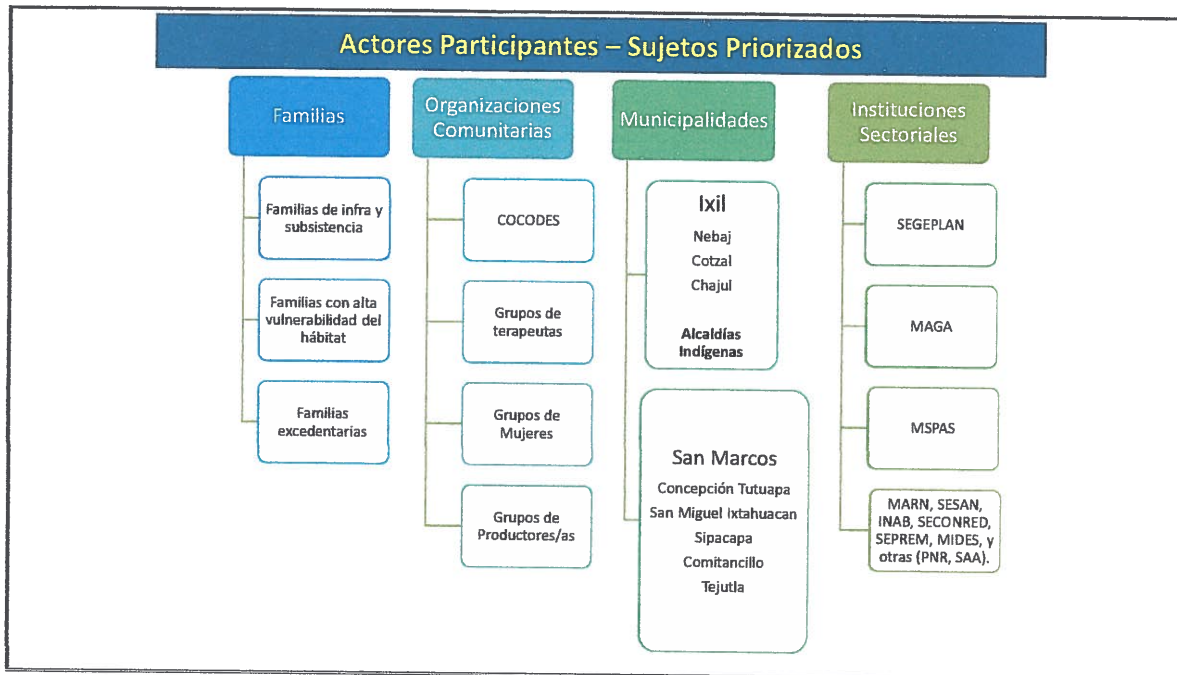 Actores Participantes – Sujetos Priorizados
Familias
Familias de infra y
subsistencia
Familias con alta
vulnerabilidad del
hábitat
Familias
excedentarias
Organizaciones
Comunitarias
COCODES
Grupos de
terapeutas
Grupos de
Mujeres
Grupos de
Productores/as
Municipalidades
Ixil
Nebaj
Cotzal
Chajul
Alcaldías
Indígenas
San Marcos
Concepción Tutuapa
San Miguel Ixtahuacan
Sipacapa
Comitancillo
Tejutla
Instituciones
Sectoriales
SEGEPLAN
MAGA
MSPAS
MARN, SESAN,
INAB, SECONRED,
SEPREM, MIDES, y
otras (PNR, SAA).